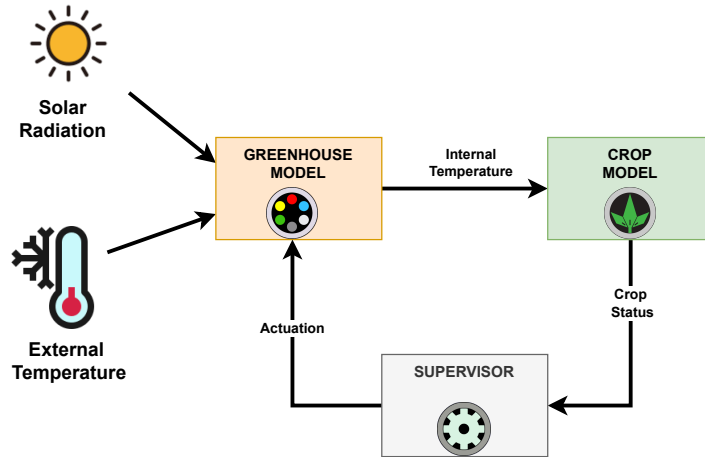 Solar
Radiation
GREENHOUSE
MODEL
Internal
Temperature
CROP
MODEL
External
Temperature
Actuation
Crop
Status
SUPERVISOR